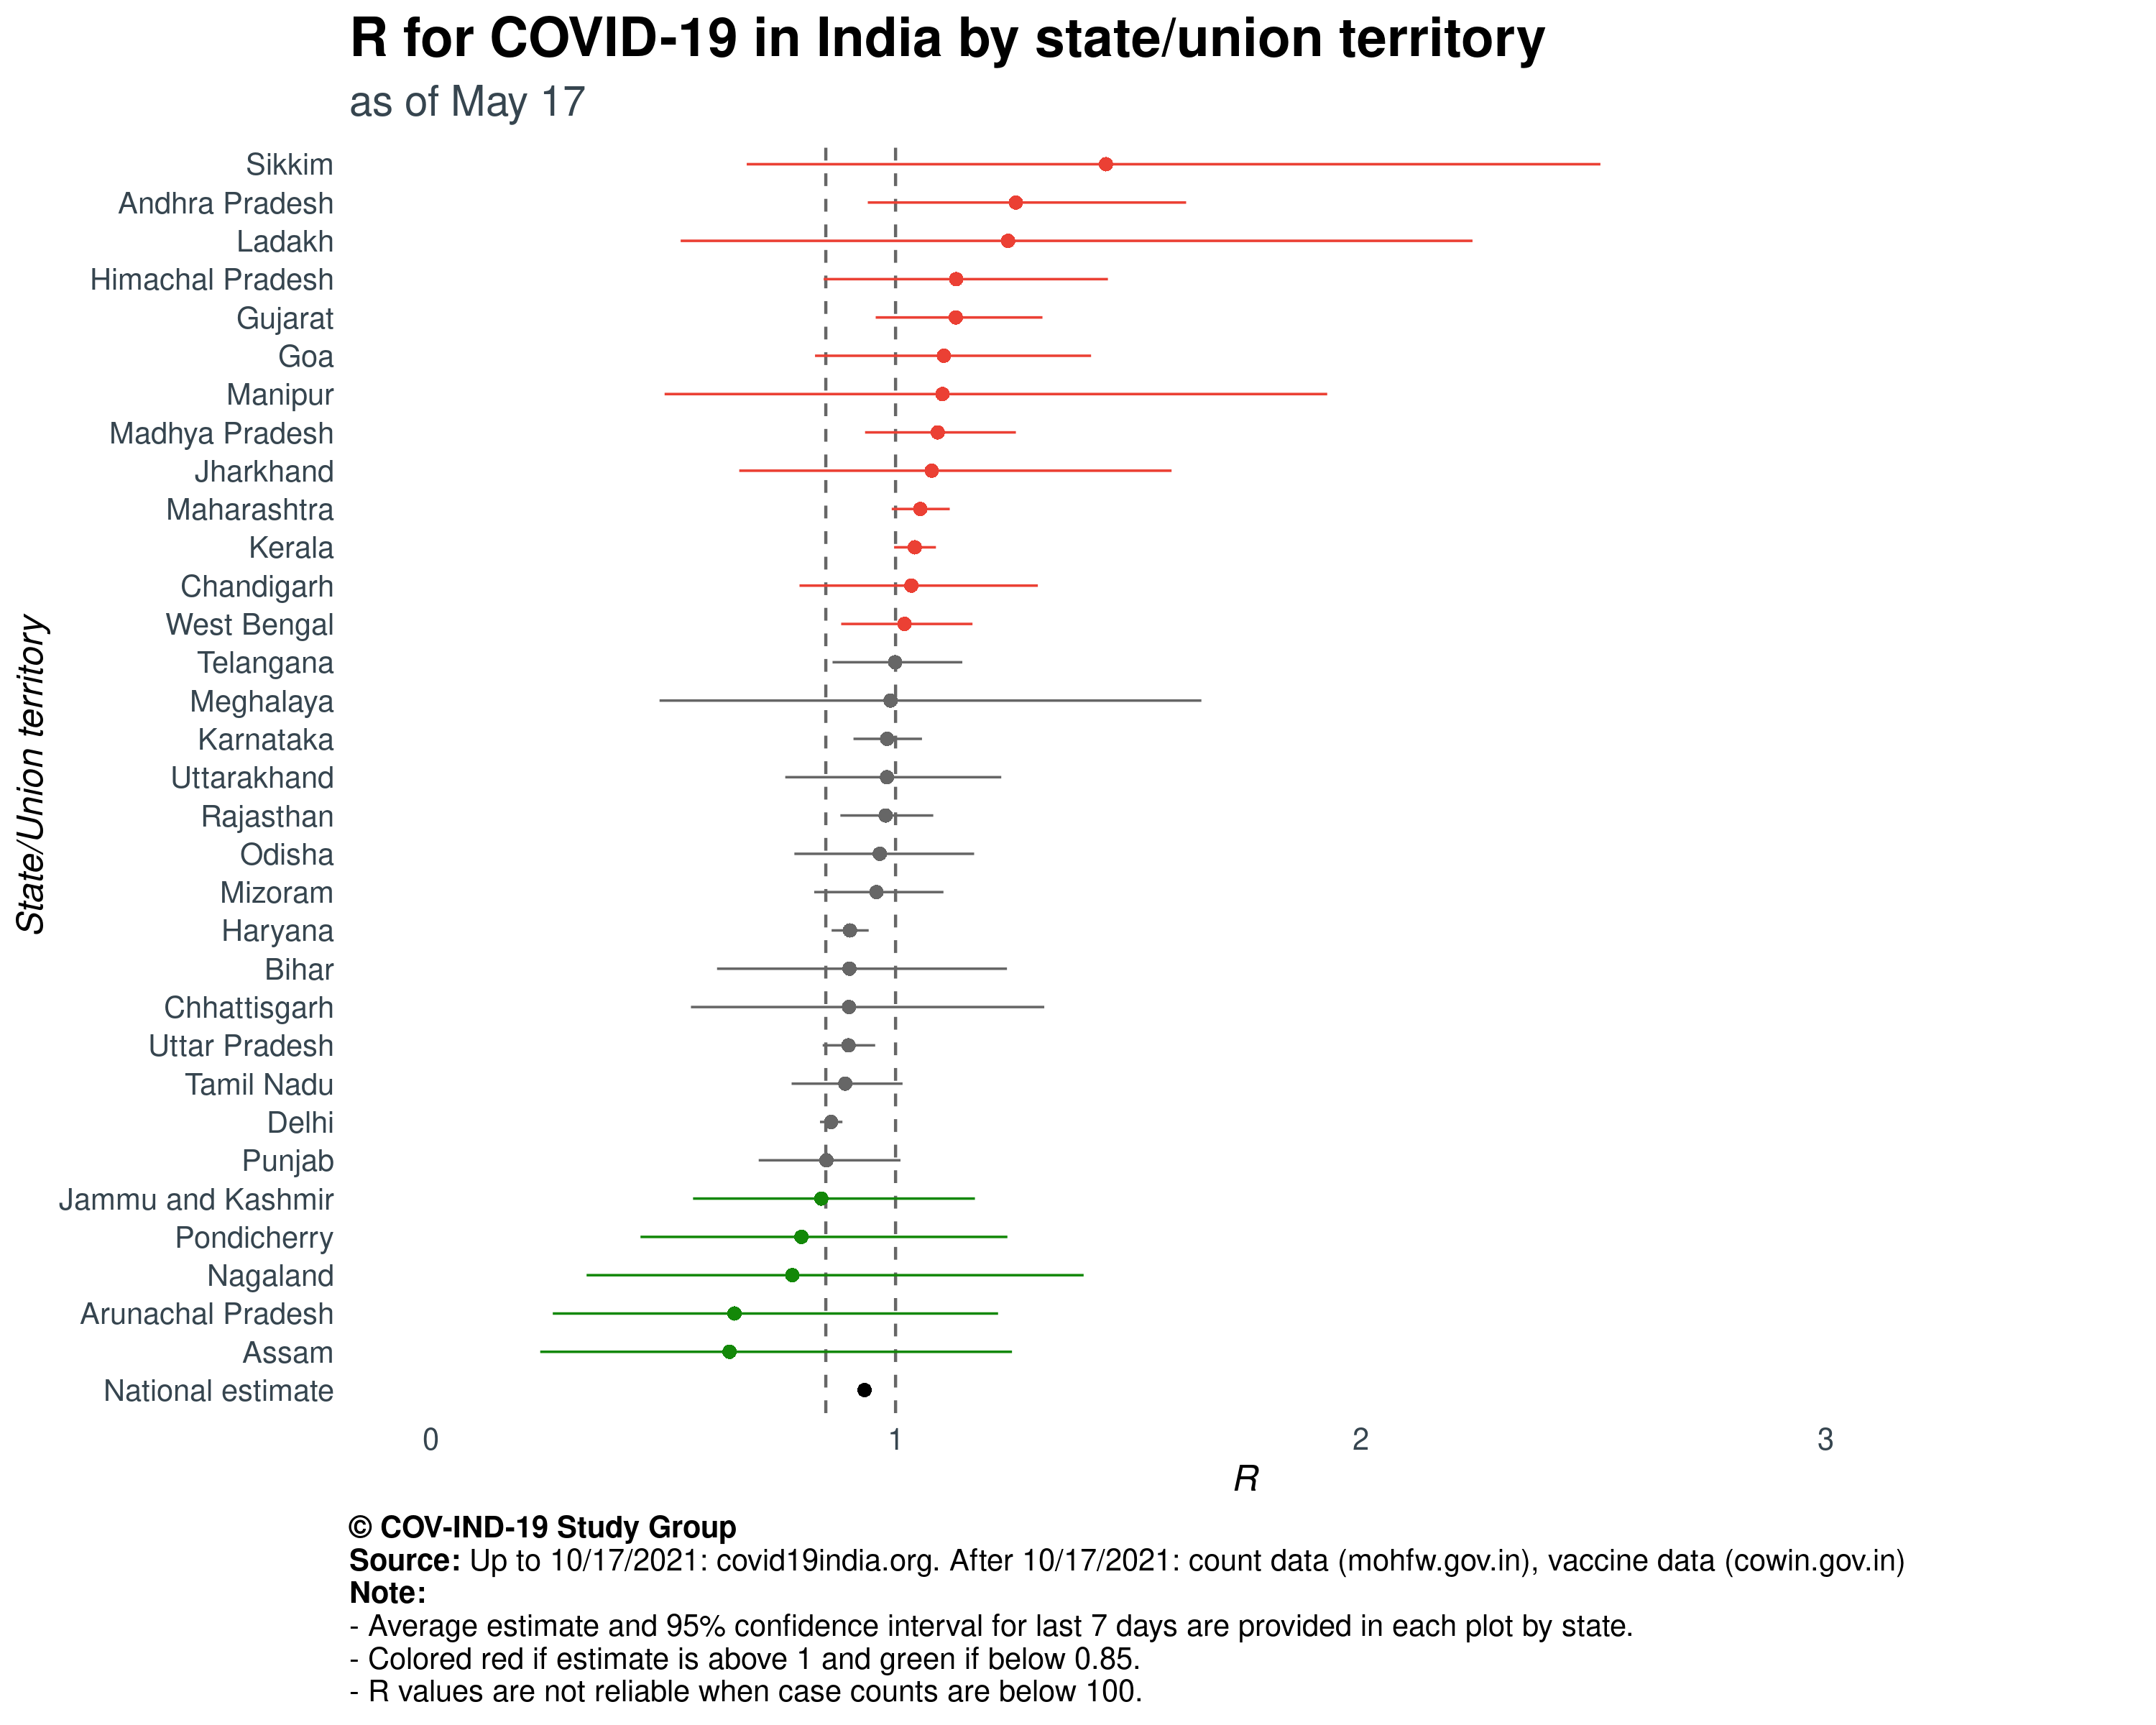 R for COVID-19 in India by state/union territory
as of May 17
State/Union territory
Sikkim
Andhra Pradesh
Ladakh
Himachal Pradesh
Gujarat
Goa
Manipur
Madhya Pradesh
Jharkhand
Maharashtra
Kerala
Chandigarh
West Bengal
Telangana
Meghalaya
Karnataka
Uttarakhand
Rajasthan
Odisha
Mizoram
Haryana
Bihar
Chhattisgarh
Uttar Pradesh
Tamil Nadu
Delhi
Punjab
Jammu and Kashmir
Pondicherry
Nagaland
Arunachal Pradesh
Assam
National estimate
0 1 2 3
R
© COV-IND-19 Study Group
Source: Up to 10/17/2021: covid19india.org. After 10/17/2021: count data (mohfw.gov.in), vaccine data (cowin.gov.in)
Note:
- Average estimate and 95% confidence interval for last 7 days are provided in each plot by state.
- Colored red if estimate is above 1 and green if below 0.85.
- R values are not reliable when case counts are below 100.